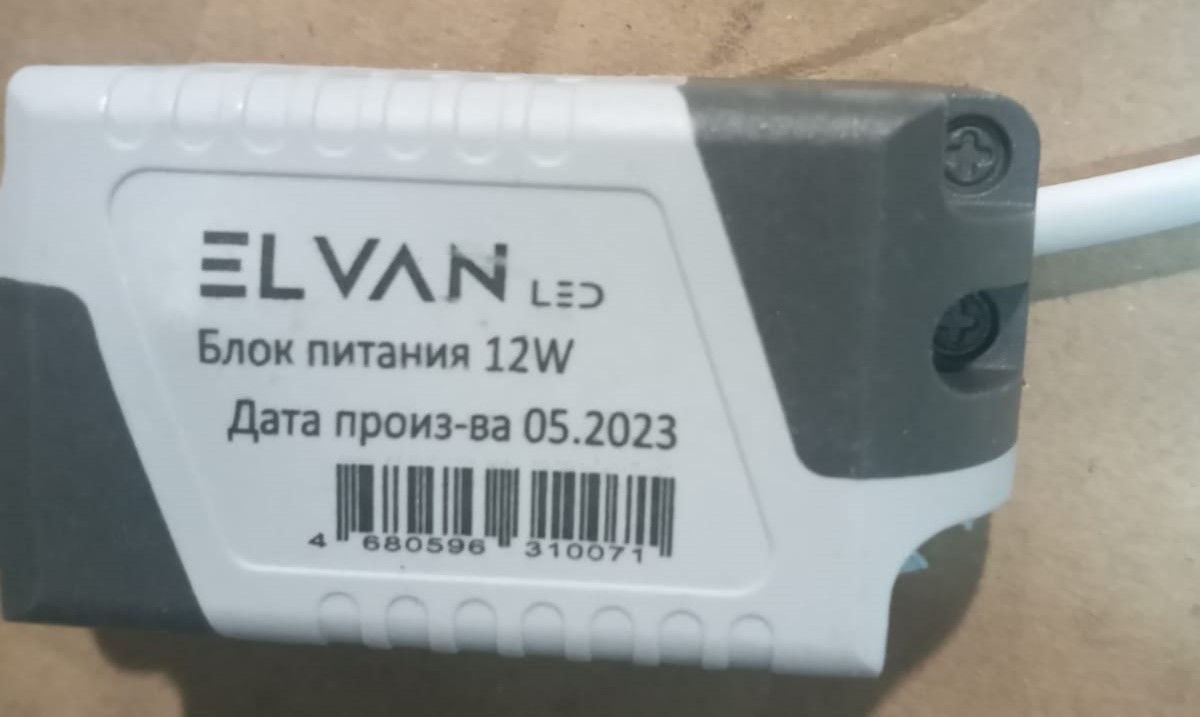 ELVAN LED
Блок питания 12W
Дата произ-ва 05.2023
4 680596 310071